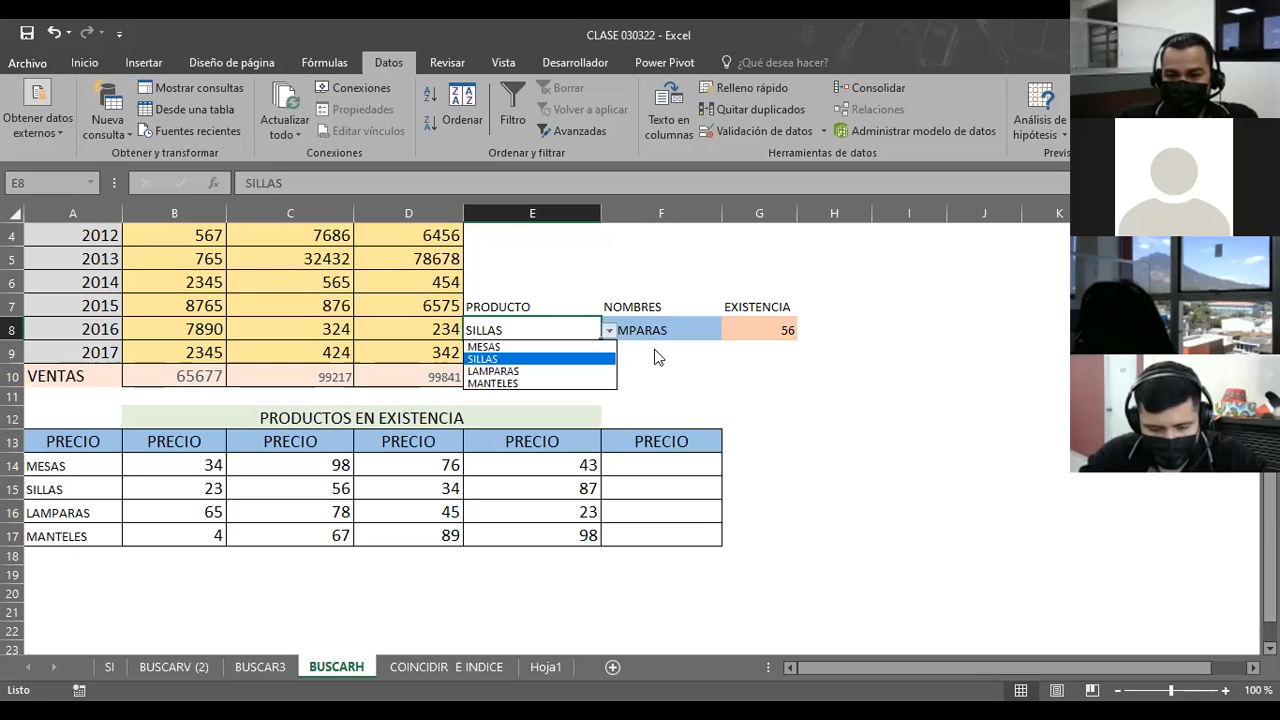 CLASE 030322 - Excel
Archivo Inicio Insertar Diseño de página Fórmulas Datos Revisar Vista Desarrollador Power Pivot ¿Qué desea hacer?
Obtener datos externos
Nueva consulta
Mostrar consultas
Desde una tabla
Fuentes recientes
Obtener y transformar
Actualizar todo
Conexiones
Propiedades
Editar vínculos
Conexiones
Ordenar
Filtro
Borrar
Volver a aplicar
Avanzadas
Ordenar y filtrar
Texto en columnas
Relleno rápido
Quitar duplicados
Validación de datos
Consolidar
Relaciones
Administrar modelo de datos
Herramientas de datos
Análisis de hipótesis
Previs
E8 fx SILLAS
A B C D E F G H I J K
4 2012 567 7686 6456
5 2013 765 32432 78678
6 2014 2345 565 454
7 2015 8765 876 6575 PRODUCTO NOMBRES EXISTENCIA
8 2016 7890 324 234 SILLAS MPARAS 56
9 2017 2345 424 342
10 VENTAS 65677 99217 99841
MESAS
SILLAS
LAMPARAS
MANTELES
11
12 PRODUCTOS EN EXISTENCIA
13 PRECIO PRECIO PRECIO PRECIO PRECIO PRECIO
14 MESAS 34 98 76 43
15 SILLAS 23 56 34 87
16 LAMPARAS 65 78 45 23
17 MANTELES 4 67 89 98
18
19
20
21
22
23
SI BUSCARV (2) BUSCAR3 BUSCARH COINCIDIR E INDICE Hoja1
Listo 100 %